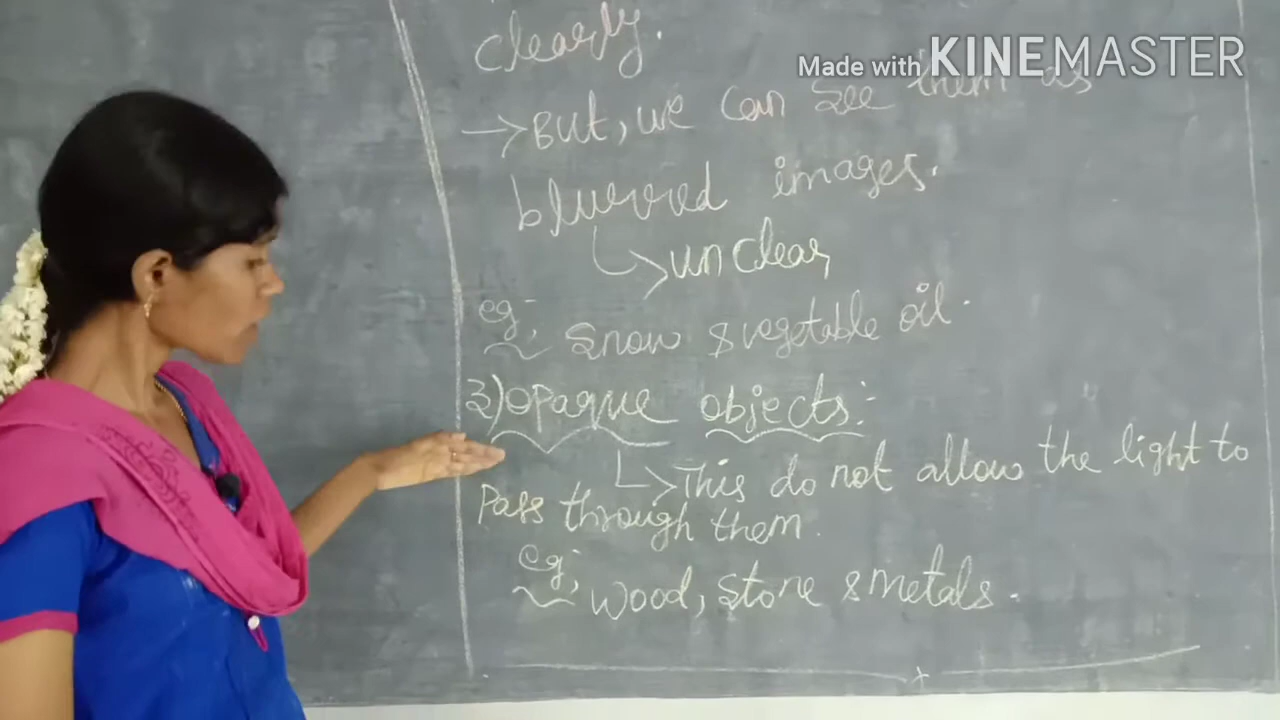 clearly.
Made with KINEMASTER
→ But, we can see them as
blurred images.
↳ unclear
eg; Snow & vegetable oil.
3) Opaque objects:-
↳ This do not allow the light to
Pass through them.
eg; Wood, Stone & metals.